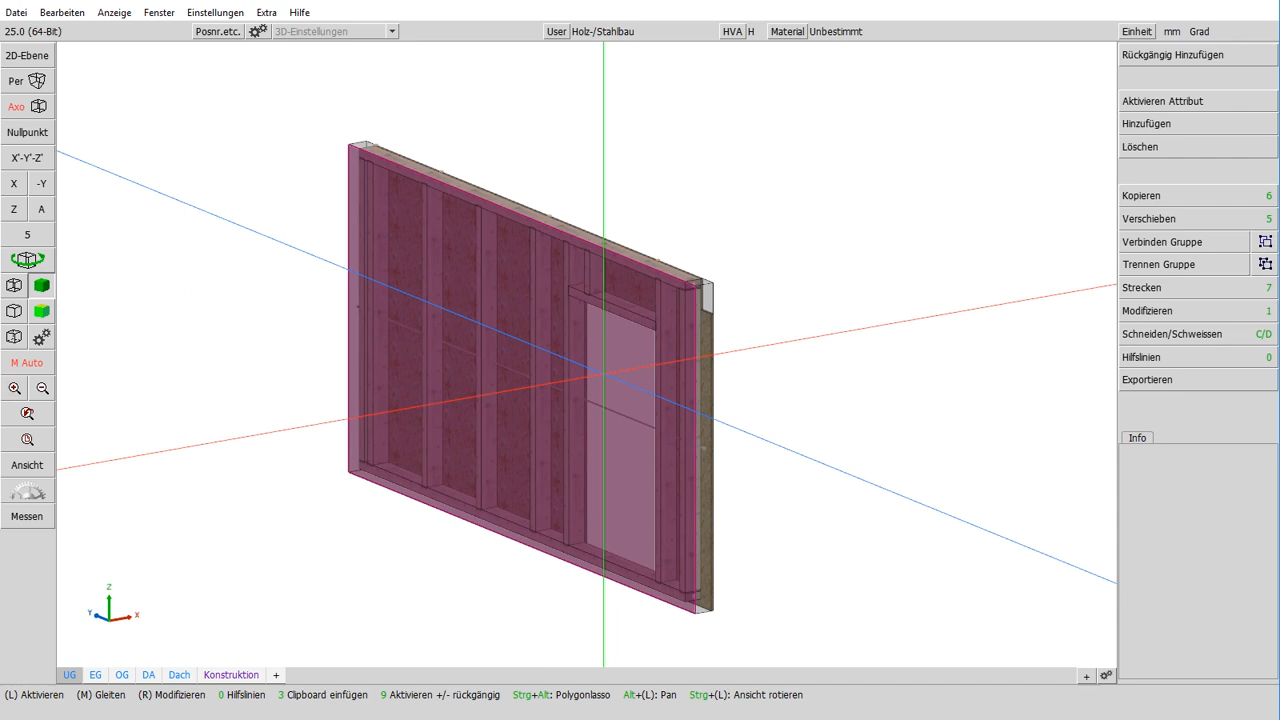 Datei Bearbeiten Anzeige Fenster Einstellungen Extra Hilfe
25.0 (64-Bit) Posnr.etc. 3D-Einstellungen User Holz-/Stahlbau HVA H Material Unbestimmt Einheit mm Grad
2D-Ebene
Per
Axo
Nullpunkt
X'-Y'-Z'
X -Y
Z A
5
M Auto
Ansicht
Messen
Rückgängig Hinzufügen
Aktivieren Attribut
Hinzufügen
Löschen
Kopieren 6
Verschieben 5
Verbinden Gruppe
Trennen Gruppe
Strecken 7
Modifizieren 1
Schneiden/Schweissen C/D
Hilfslinien 0
Exportieren
Info
Z
Y X
UG EG OG DA Dach Konstruktion + +
(L) Aktivieren (M) Gleiten (R) Modifizieren 0 Hilfslinien 3 Clipboard einfügen 9 Aktivieren +/- rückgängig Strg+Alt: Polygonlasso Alt+(L): Pan Strg+(L): Ansicht rotieren